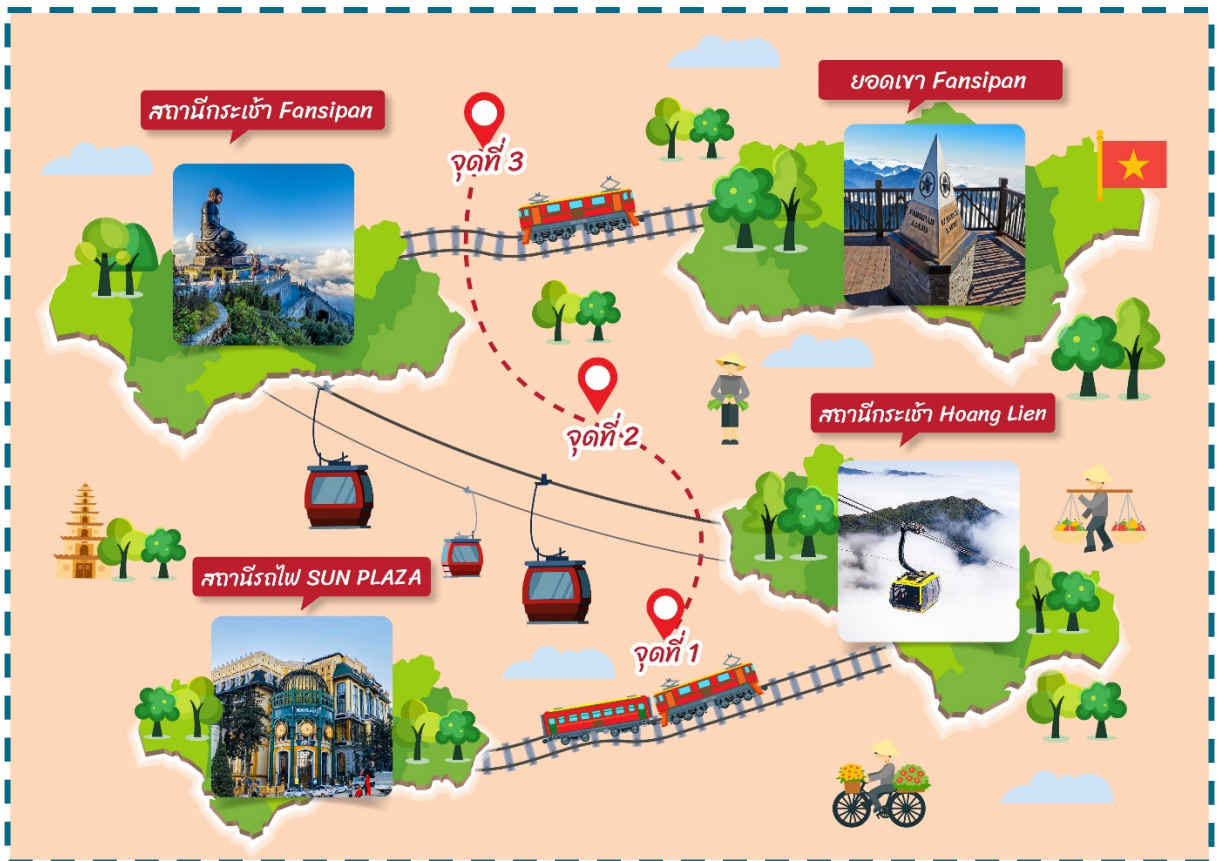 สถานีกระเช้า Fansipan
ยอดเขา Fansipan
จุดที่ 3
จุดที่ 2
สถานีกระเช้า Hoang Lien
สถานีรถไฟ SUN PLAZA
จุดที่ 1